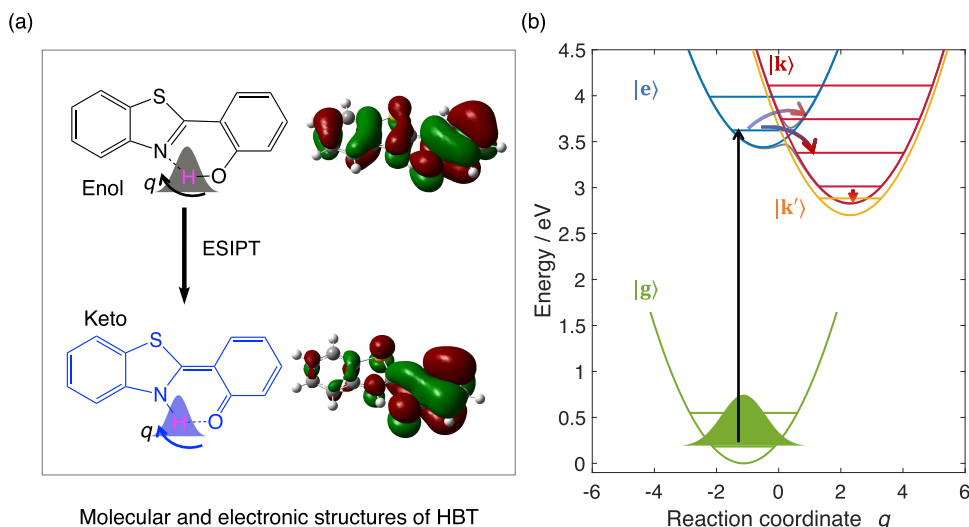 (a)
S
N
H
O
q
Enol
ESIPT
Keto
S
N
H
O
q
Molecular and electronic structures of HBT
(b)
4.5
4
3.5
3
2.5
2
1.5
1
0.5
0
Energy / eV
|e⟩
|k⟩
|k'⟩
|g⟩
-6
-4
-2
0
2
4
6
Reaction coordinate q